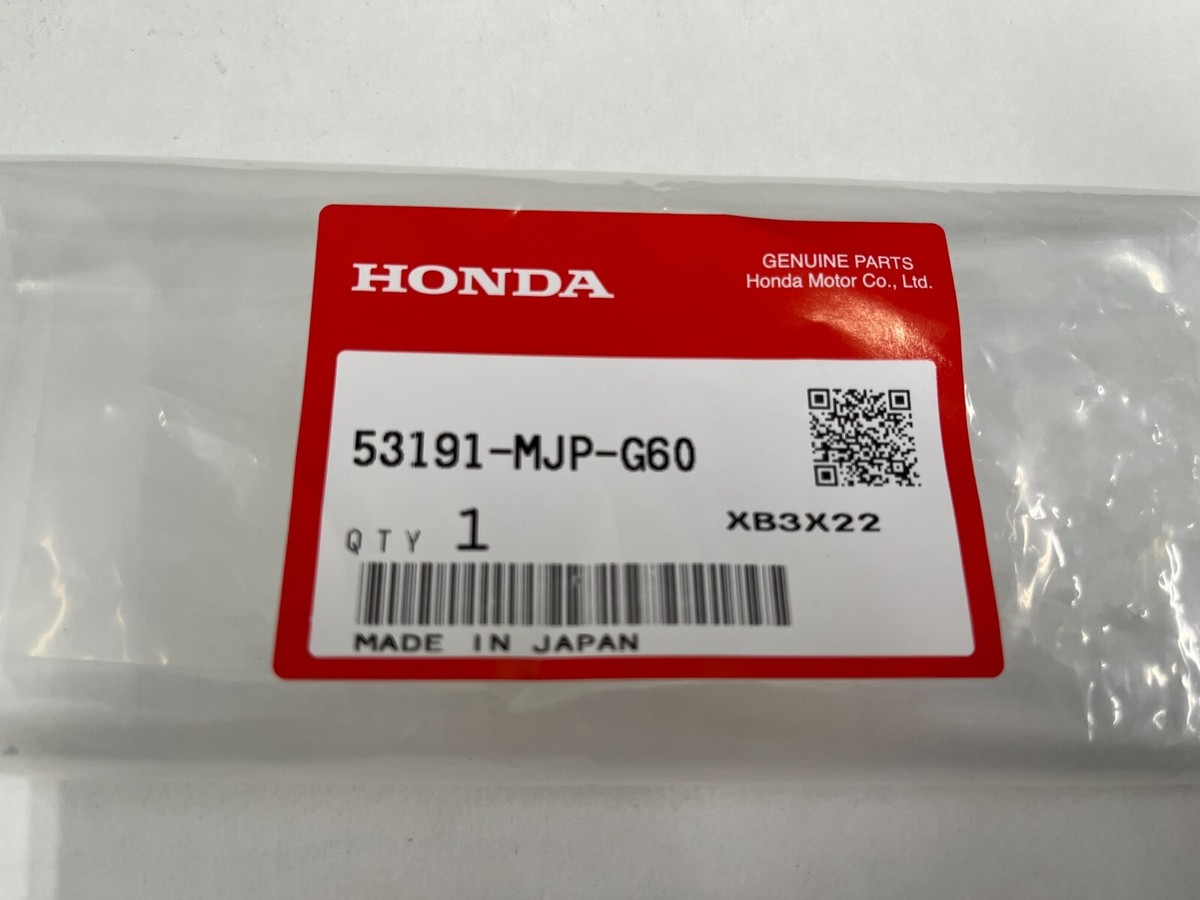 HONDA
GENUINE PARTS
Honda Motor Co., Ltd.
53191-MJP-G60
QTY 1
XB3X22
MADE IN JAPAN